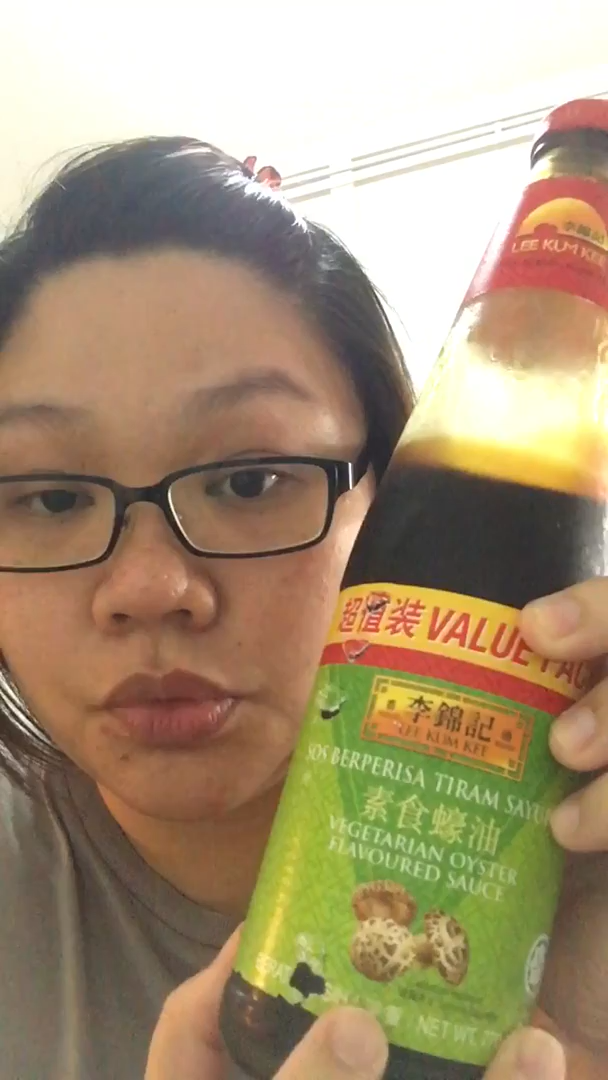 李錦記
LEE KUM KEE
超值装 VALUE PAC
李錦記
LEE KUM KEE
SOS BERPERISA TIRAM SAYU
素食蠔油
VEGETARIAN OYSTER
FLAVOURED SAUCE
NET WT.